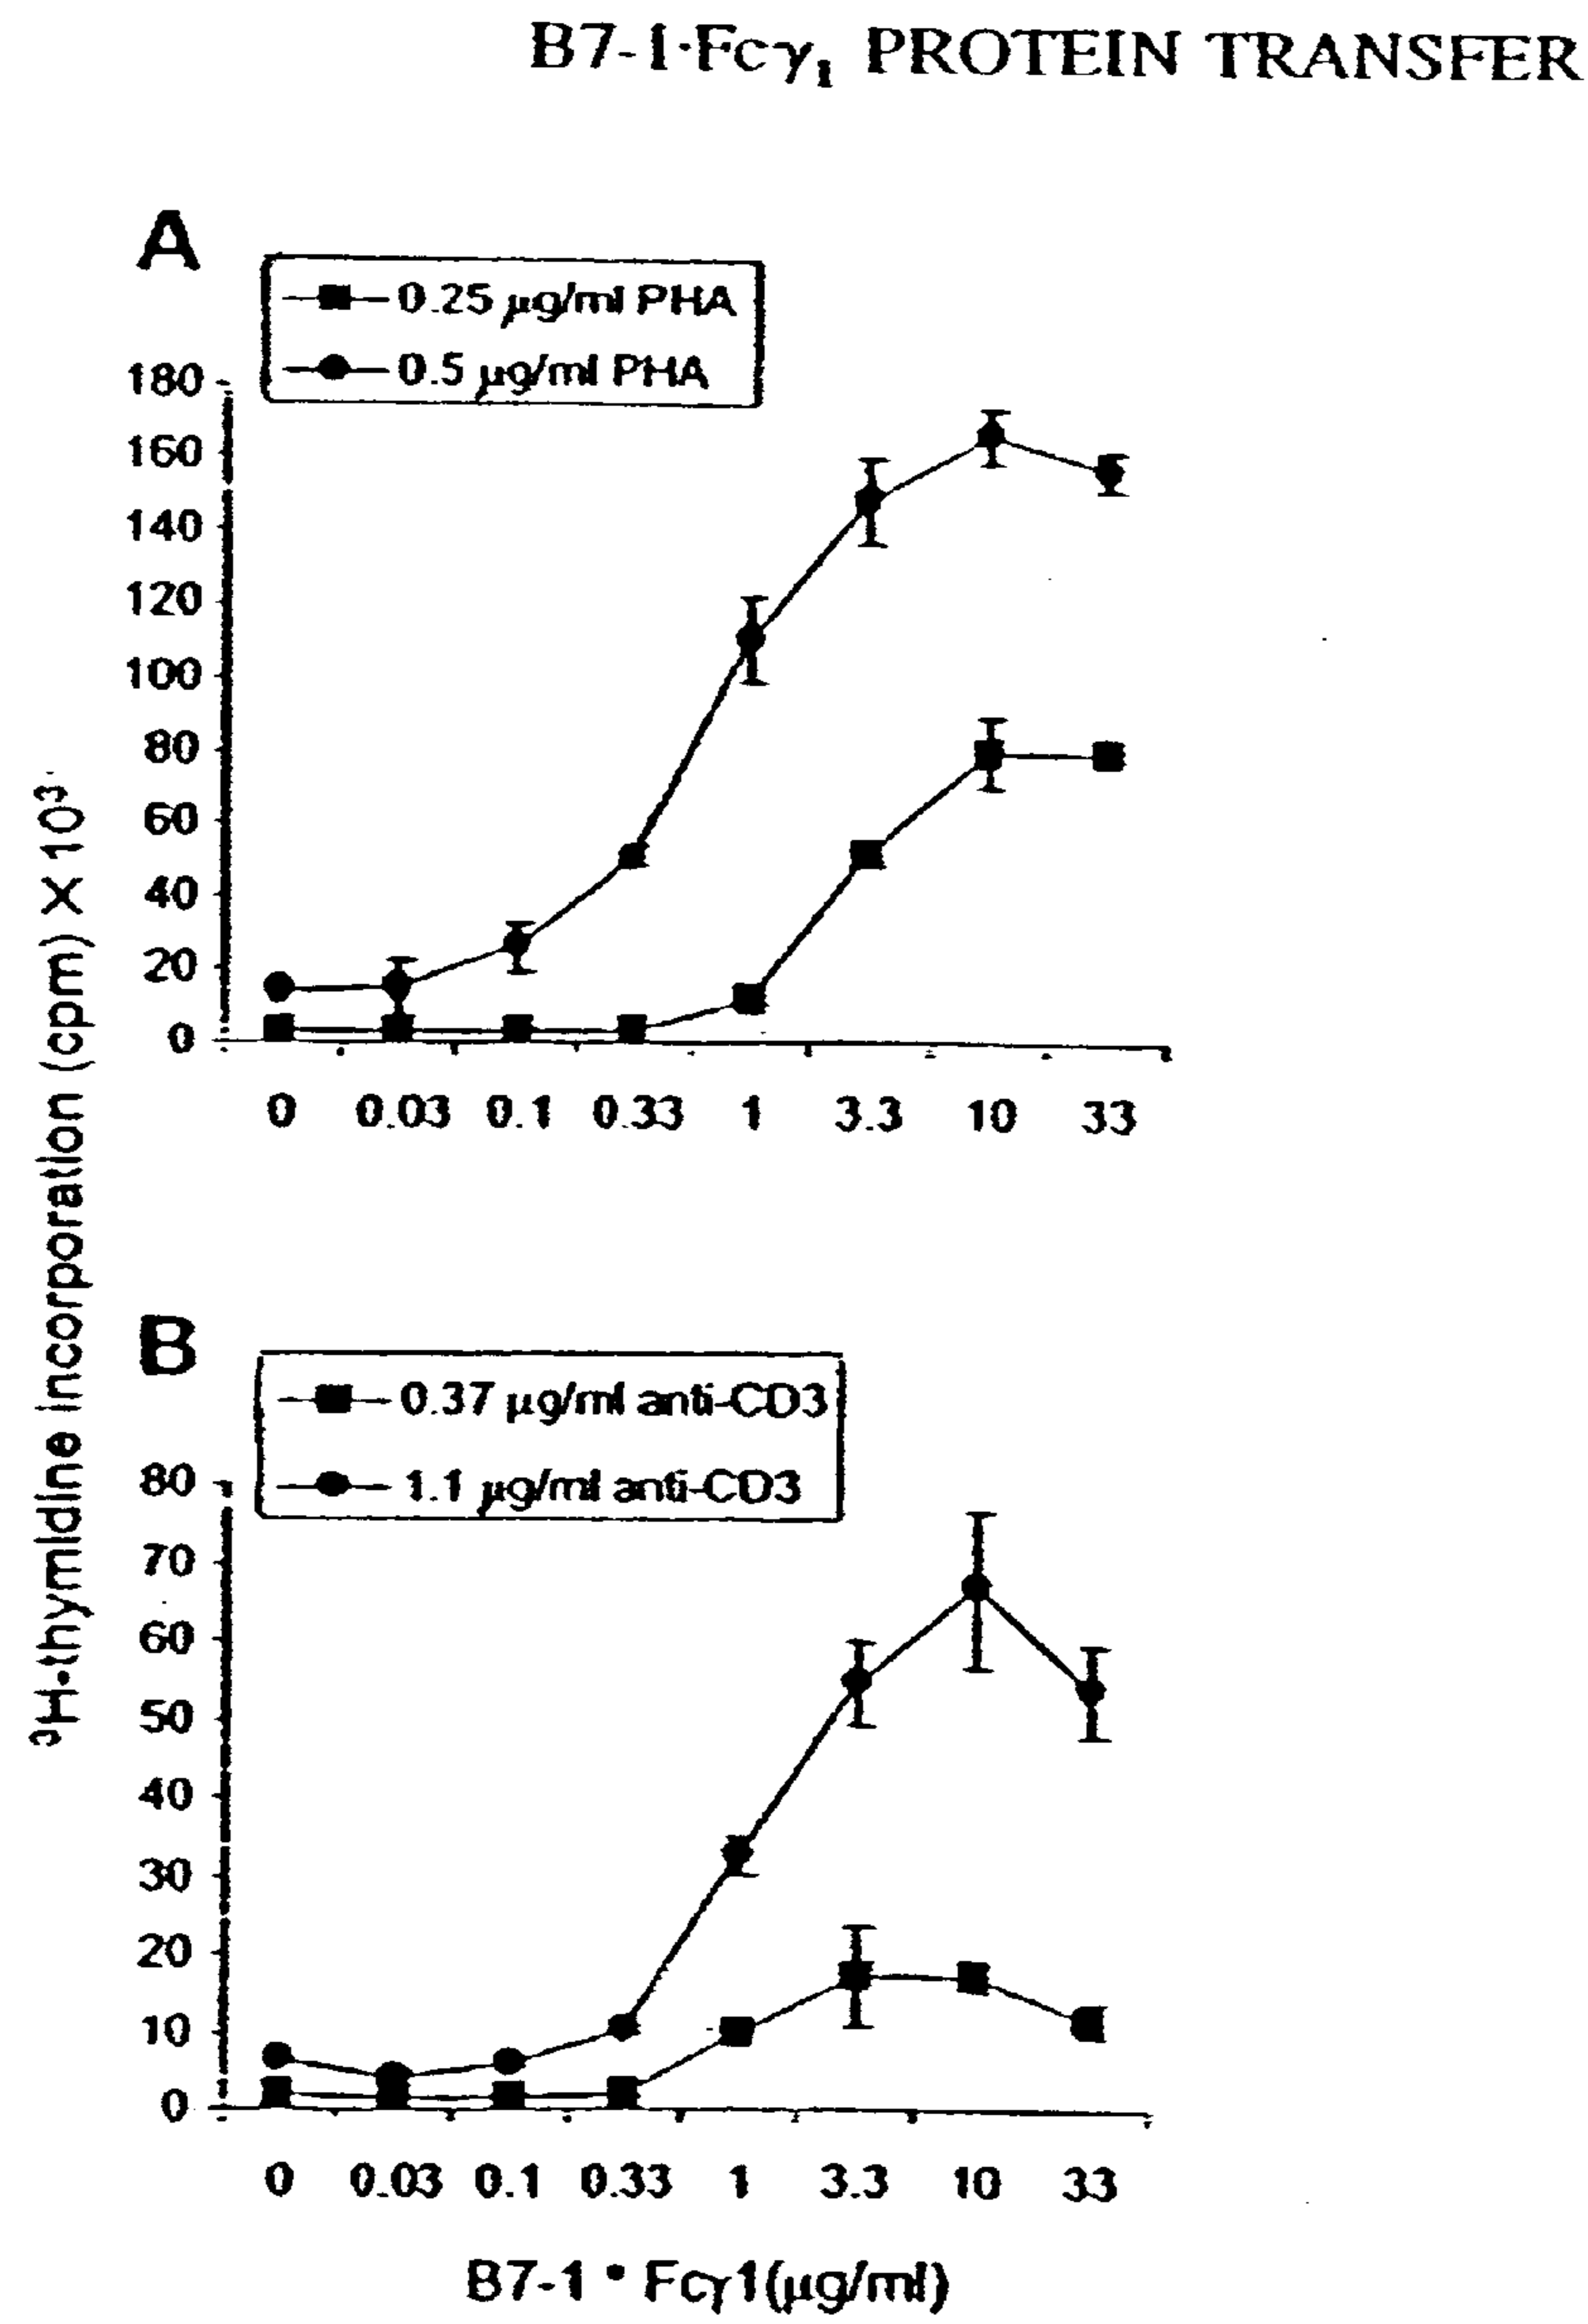 B7-1·Fcγ₁ PROTEIN TRANSFER
A
0.25 μg/ml PHA
0.5 μg/ml PHA
180
160
140
120
100
80
60
40
20
0
0 0.03 0.1 0.33 1 3.3 10 33
³H·thymidine incorporation (cpm) X 10³
B
0.37 μg/ml anti-CD3
1.1 μg/ml anti-CD3
80
70
60
50
40
30
20
10
0
0 0.03 0.1 0.33 1 3.3 10 33
B7-1 • Fcγ1(μg/ml)